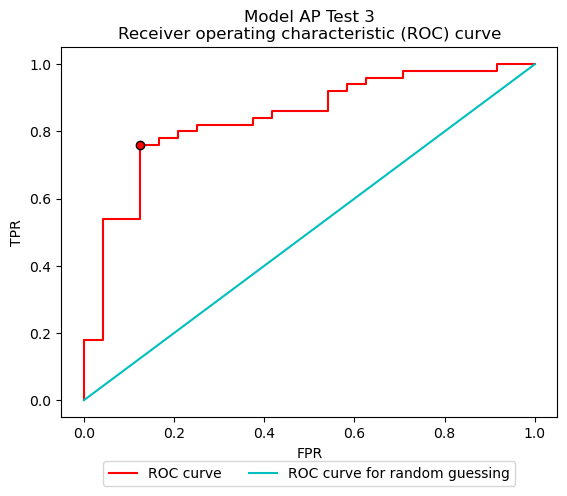 Model AP Test 3
Receiver operating characteristic (ROC) curve
1.0
0.8
0.6
0.4
0.2
0.0
TPR
0.0 0.2 0.4 0.6 0.8 1.0
FPR
ROC curve ROC curve for random guessing